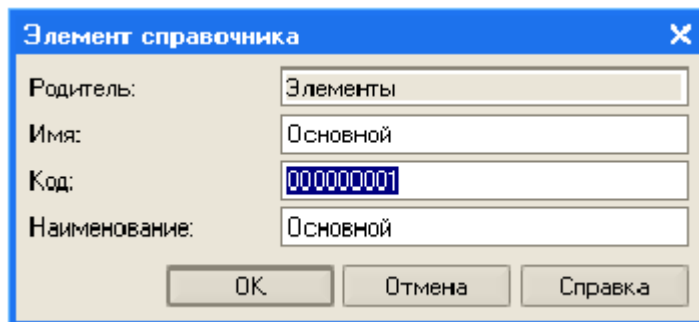 Элемент справочника
Родитель: Элементы
Имя: Основной
Код: 000000001
Наименование: Основной
OK Отмена Справка